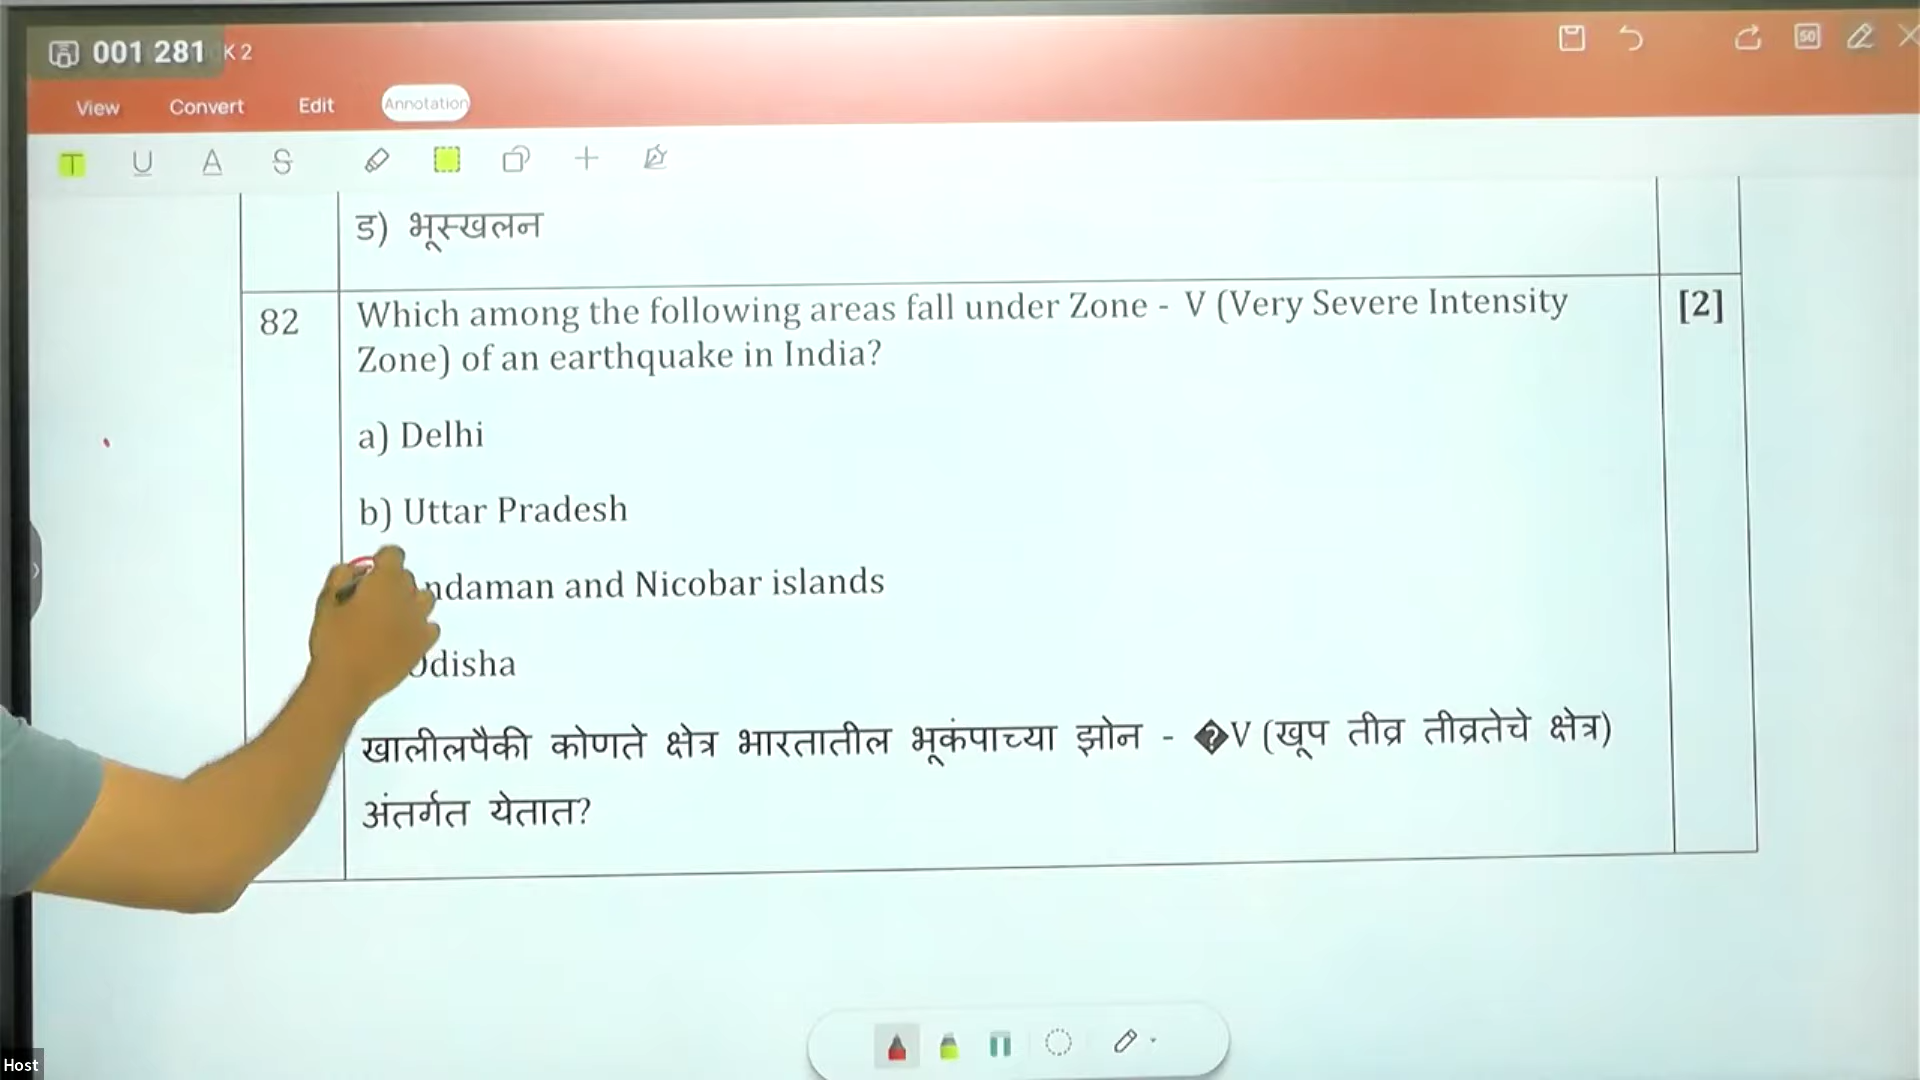 001 281 K 2
View Convert Edit Annotation
T U A S
50
ड) भूस्खलन
82 Which among the following areas fall under Zone - V (Very Severe Intensity [2]
Zone) of an earthquake in India?
a) Delhi
b) Uttar Pradesh
ndaman and Nicobar islands
disha
खालीलपैकी कोणते क्षेत्र भारतातील भूकंपाच्या झोन - �V (खूप तीव्र तीव्रतेचे क्षेत्र)
अंतर्गत येतात?
Host